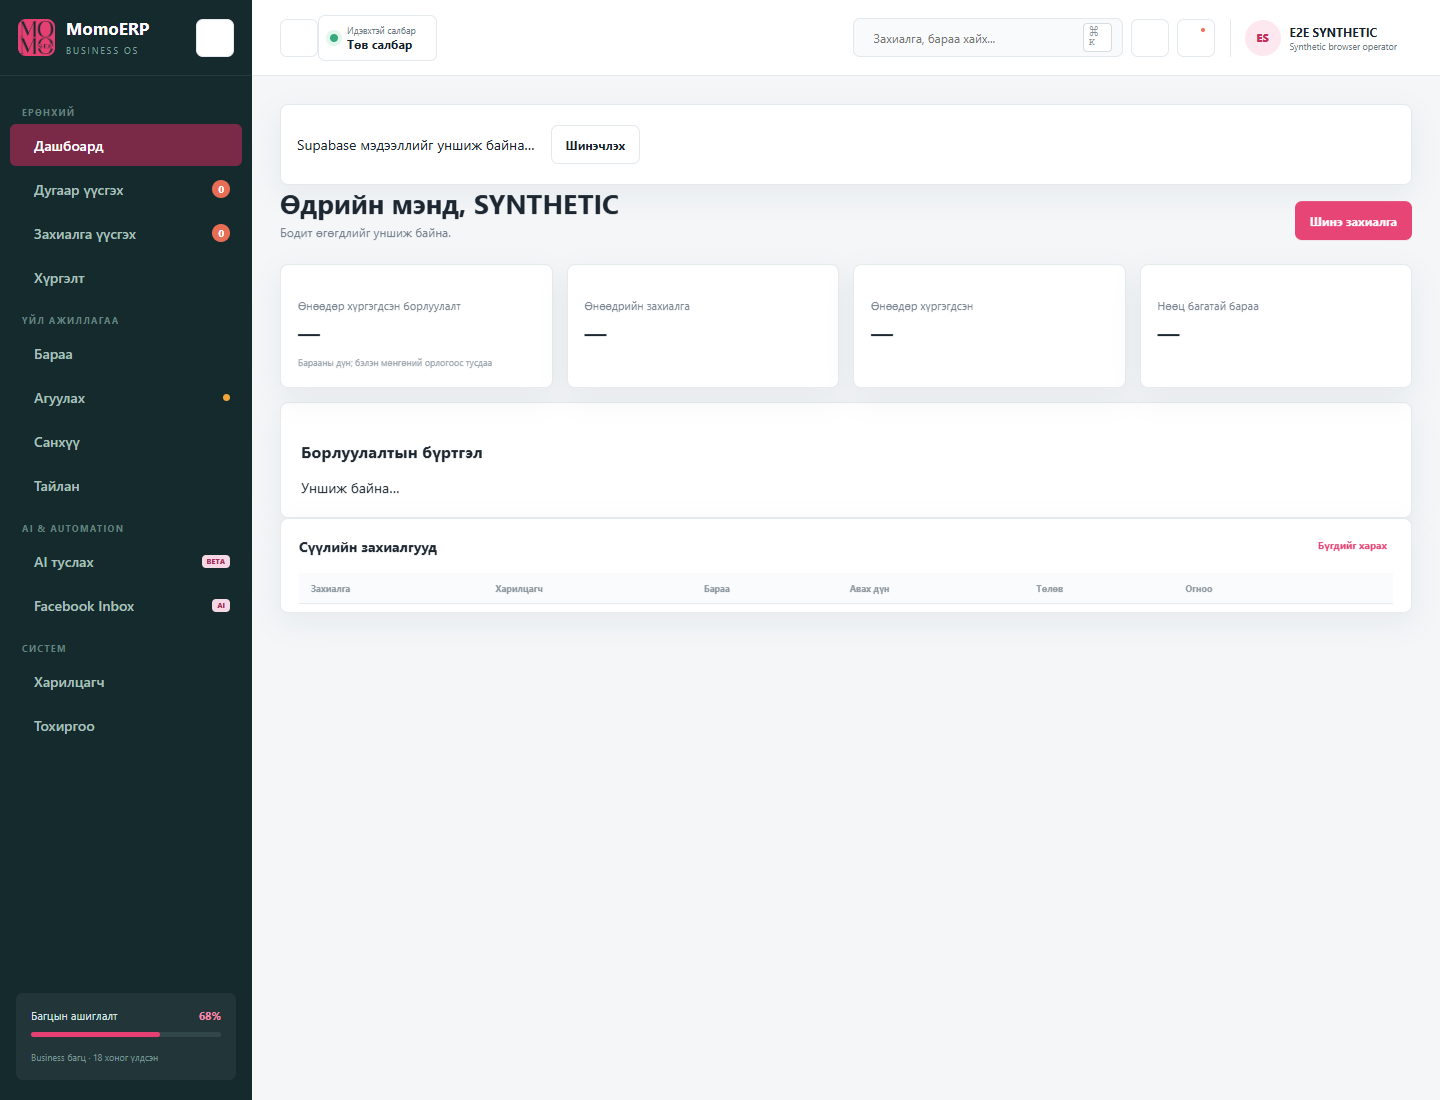 MomoERP
BUSINESS OS
ЕРӨНХИЙ
Дашбоард
Дугаар үүсгэх 0
Захиалга үүсгэх 0
Хүргэлт
ҮЙЛ АЖИЛЛАГАА
Бараа
Агуулах
Санхүү
Тайлан
AI & AUTOMATION
AI туслах BETA
Facebook Inbox AI
СИСТЕМ
Харилцагч
Тохиргоо
Багцын ашиглалт 68%
Business багц · 18 хоног үлдсэн
Идэвхтэй салбар
Төв салбар
Захиалга, бараа хайх...
⌘ K
ES
E2E SYNTHETIC
Synthetic browser operator
Supabase мэдээллийг уншиж байна...
Шинэчлэх
Өдрийн мэнд, SYNTHETIC
Бодит өгөгдлийг уншиж байна.
Шинэ захиалга
Өнөөдөр хүргэгдсэн борлуулалт
—
Барааны дүн; бэлэн мөнгөний орлогоос тусдаа
Өнөөдрийн захиалга
—
Өнөөдөр хүргэгдсэн
—
Нөөц багатай бараа
—
Борлуулалтын бүртгэл
Уншиж байна...
Сүүлийн захиалгууд
Бүгдийг харах
Захиалга Харилцагч Бараа Авах дүн Төлөв Огноо